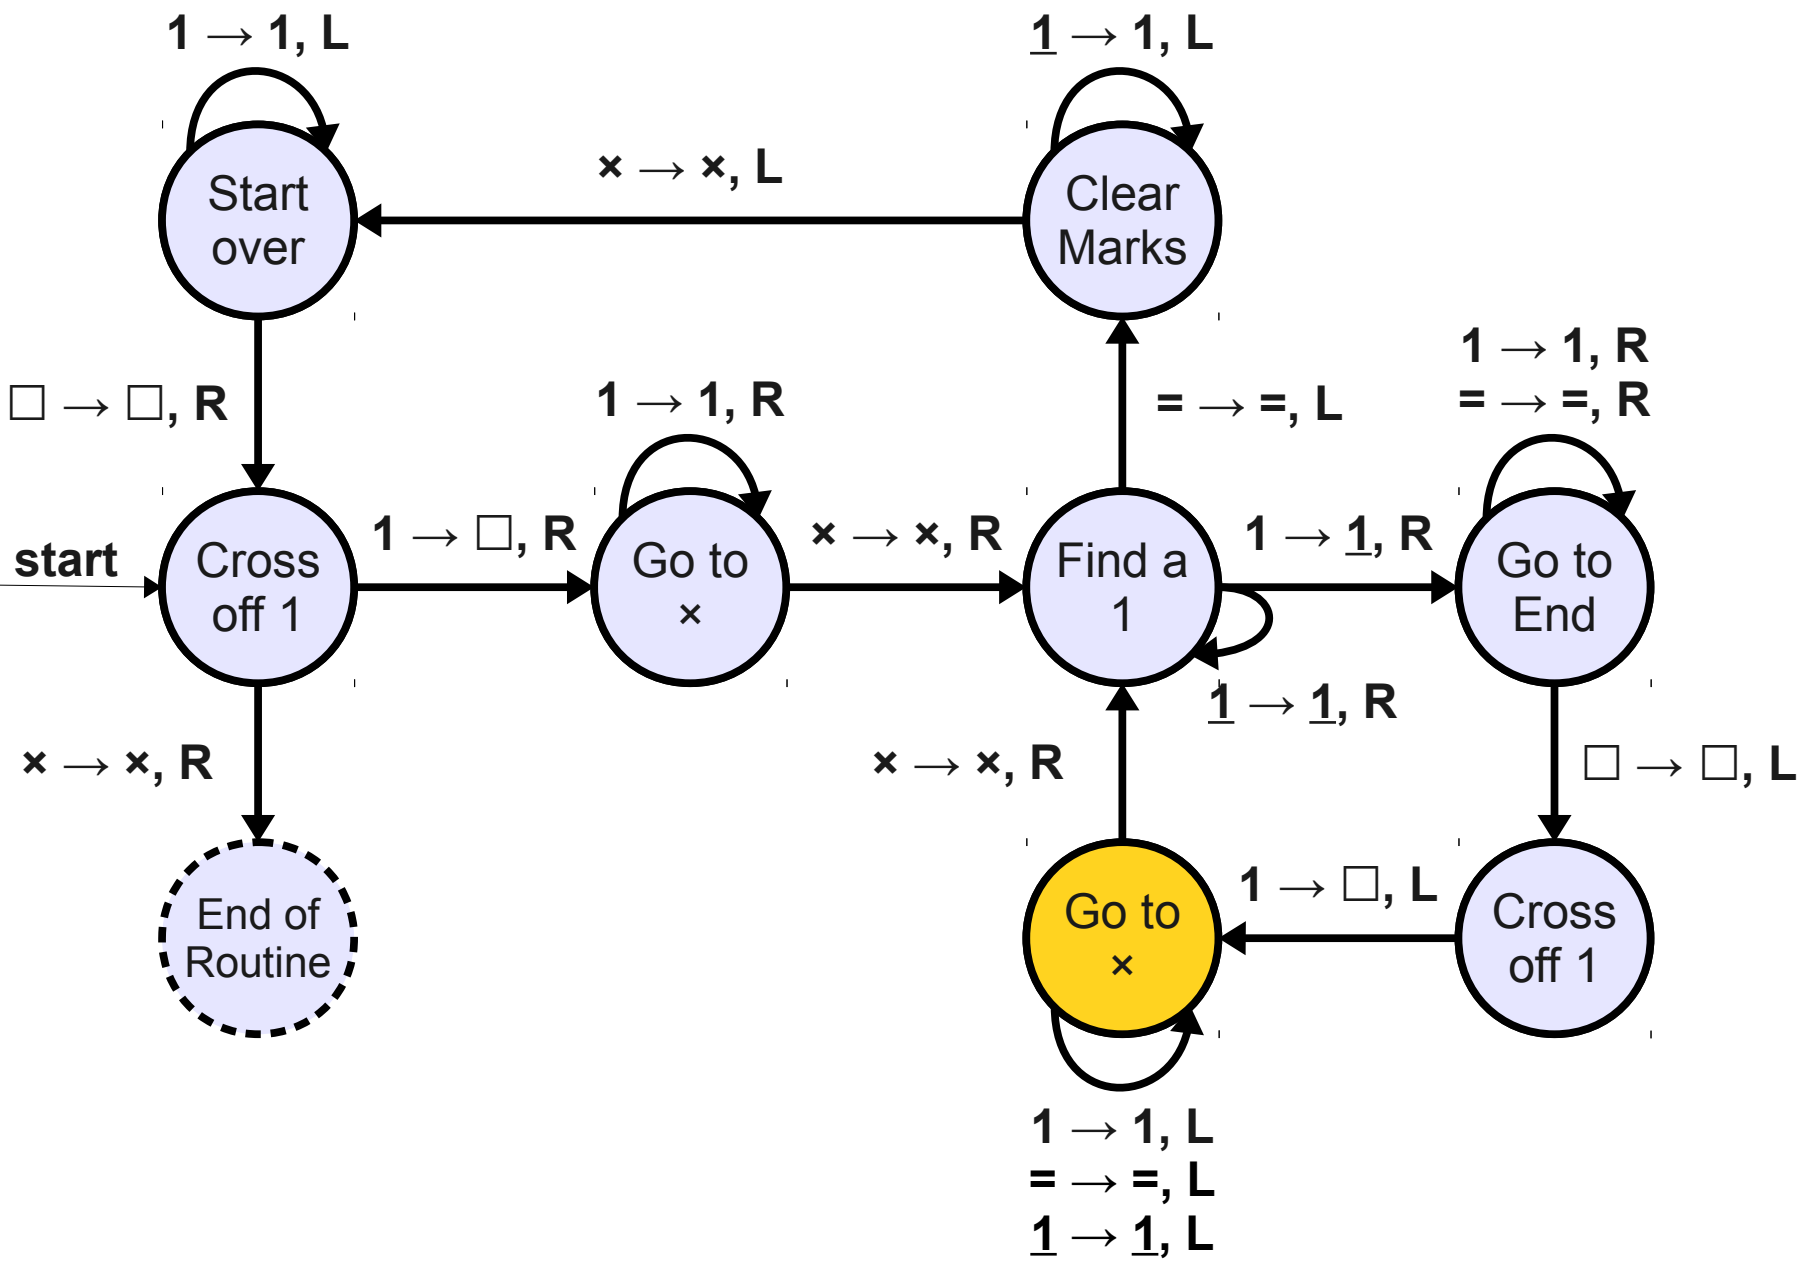 1 → 1, L
1 → 1, L
× → ×, L
Start
over
Clear
Marks
1 → 1, R
= → =, R
□ → □, R
1 → 1, R
= → =, L
start
Cross
off 1
1 → □, R
Go to
×
× → ×, R
Find a
1
1 → 1, R
Go to
End
1 → 1, R
× → ×, R
× → ×, R
□ → □, L
End of
Routine
Go to
×
1 → □, L
Cross
off 1
1 → 1, L
= → =, L
1 → 1, L